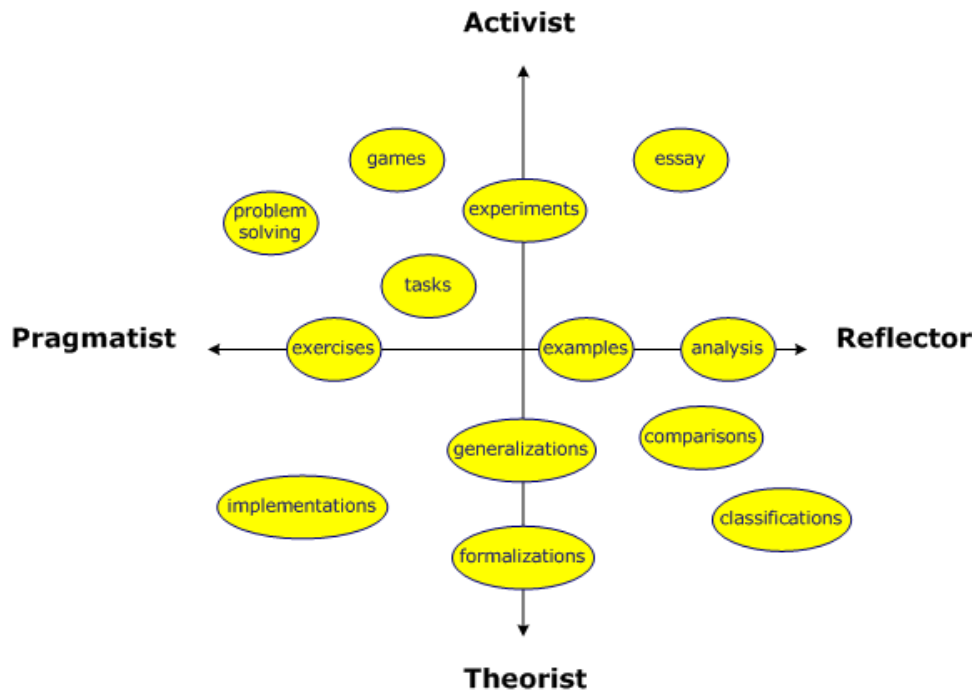 Activist
games
essay
problem
solving
experiments
tasks
Pragmatist
exercises
examples
analysis
Reflector
generalizations
comparisons
implementations
classifications
formalizations
Theorist